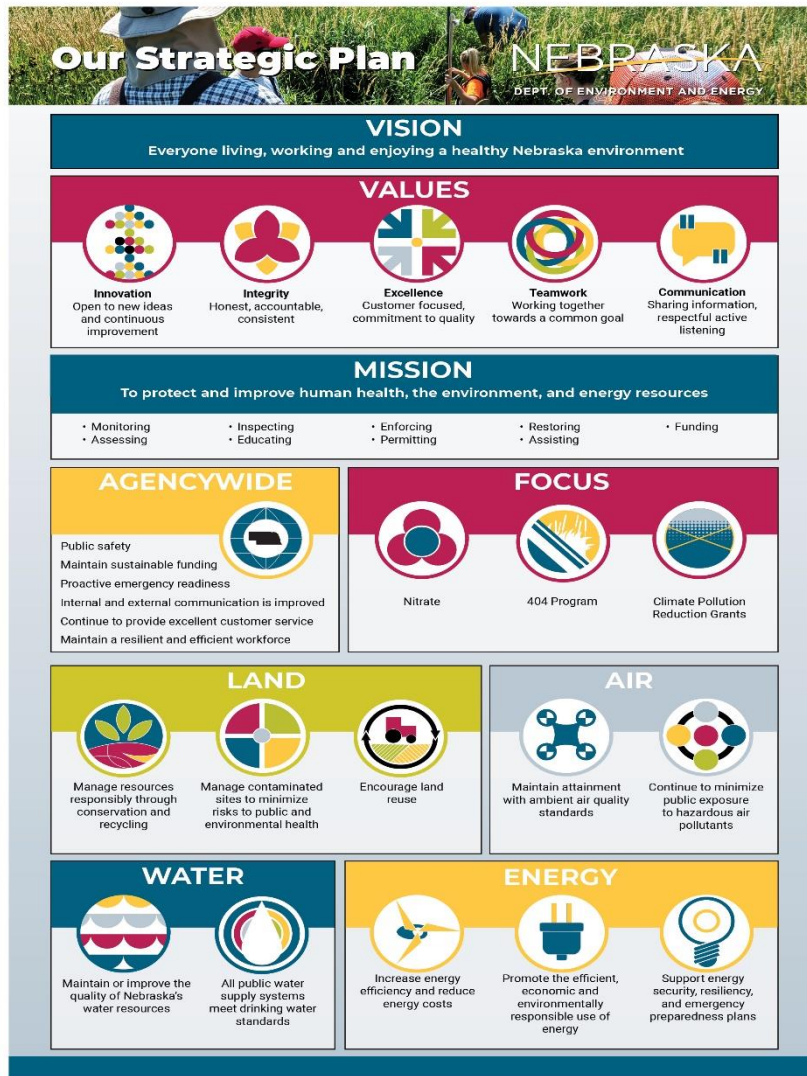 Our Strategic Plan
NEBRASKA
DEPT. OF ENVIRONMENT AND ENERGY
VISION
Everyone living, working and enjoying a healthy Nebraska environment
VALUES
Innovation
Open to new ideas
and continuous
improvement
Integrity
Honest, accountable,
consistent
Excellence
Customer focused,
commitment to quality
Teamwork
Working together
towards a common goal
Communication
Sharing information,
respectful active
listening
MISSION
To protect and improve human health, the environment, and energy resources
• Monitoring
• Assessing
• Inspecting
• Educating
• Enforcing
• Permitting
• Restoring
• Assisting
• Funding
AGENCYWIDE
Public safety
Maintain sustainable funding
Proactive emergency readiness
Internal and external communication is improved
Continue to provide excellent customer service
Maintain a resilient and efficient workforce
FOCUS
Nitrate
404 Program
Climate Pollution
Reduction Grants
LAND
Manage resources
responsibly through
conservation and
recycling
Manage contaminated
sites to minimize
risks to public and
environmental health
Encourage land
reuse
AIR
Maintain attainment
with ambient air quality
standards
Continue to minimize
public exposure
to hazardous air
pollutants
WATER
Maintain or improve the
quality of Nebraska's
water resources
All public water
supply systems
meet drinking water
standards
ENERGY
Increase energy
efficiency and reduce
energy costs
Promote the efficient,
economic and
environmentally
responsible use of
energy
Support energy
security, resiliency,
and emergency
preparedness plans